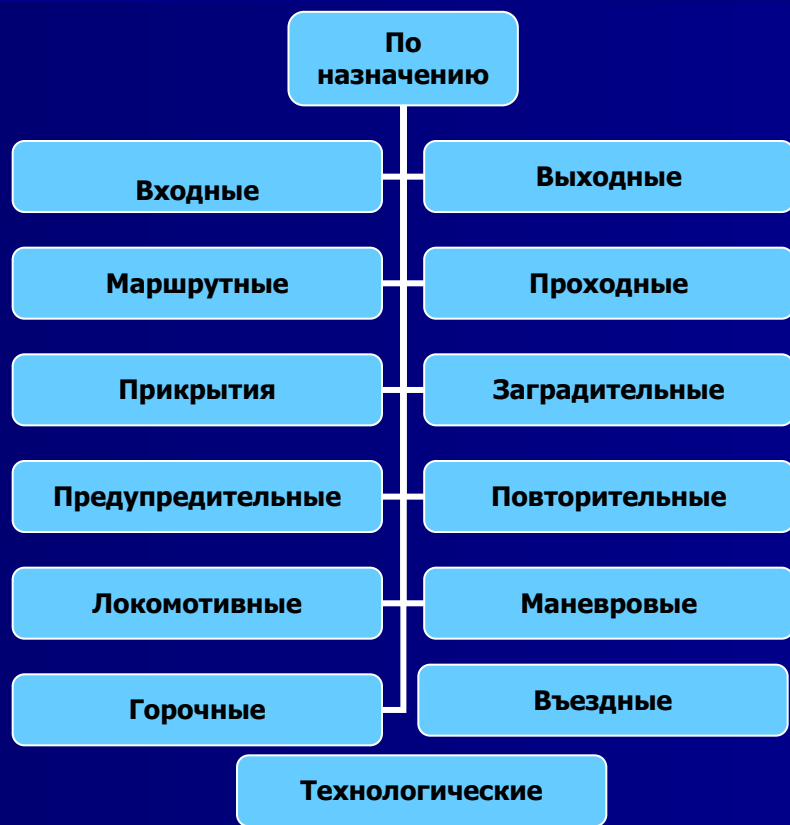 По
назначению
Входные
Выходные
Маршрутные
Проходные
Прикрытия
Заградительные
Предупредительные
Повторительные
Локомотивные
Маневровые
Горочные
Въездные
Технологические